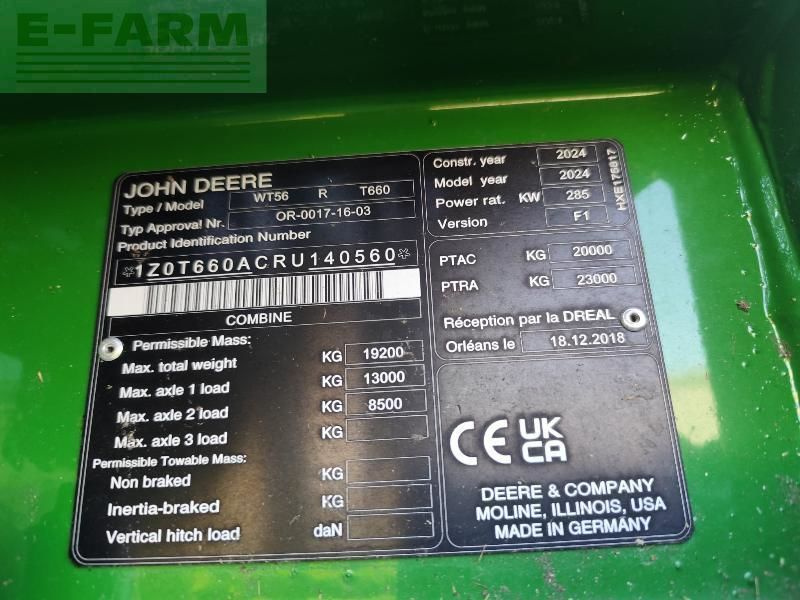 E-FARM
JOHN DEERE
Type / Model WT56 R T660
Typ Approval Nr. OR-0017-16-03
Product Identification Number
*1Z0T660ACRU140560*
COMBINE
Permissible Mass:
Max. total weight KG 19200
Max. axle 1 load KG 13000
Max. axle 2 load KG 8500
Max. axle 3 load KG
Permissible Towable Mass:
Non braked KG
Inertia-braked KG
Vertical hitch load daN
Constr. year 2024
Model year 2024
Power rat. KW 285
Version F1
HXE175817
PTAC KG 20000
PTRA KG 23000
Réception par la DREAL
Orléans le 18.12.2018
CE UK
CA
DEERE & COMPANY
MOLINE, ILLINOIS, USA
MADE IN GERMANY